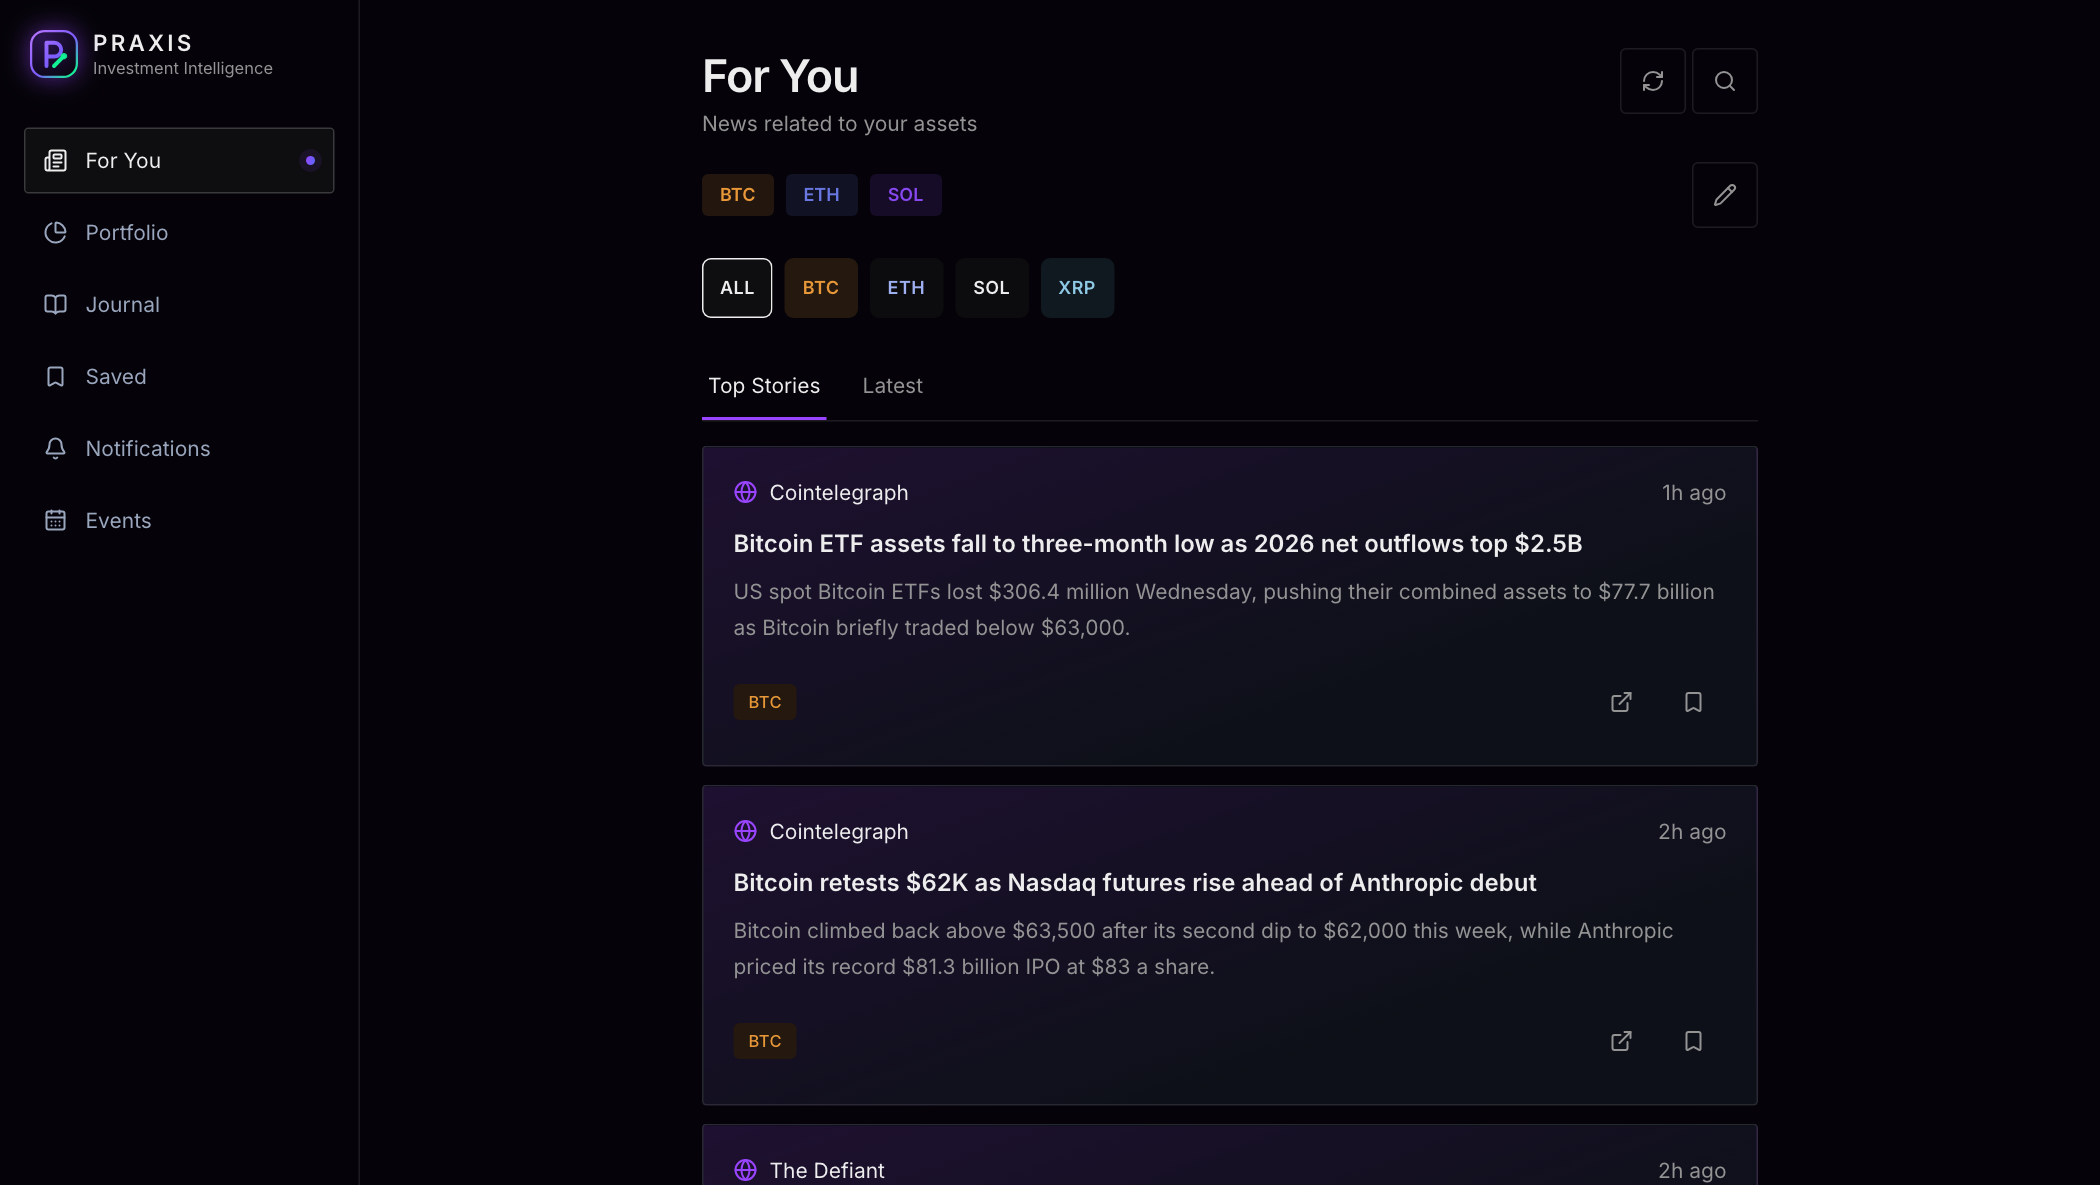 PRAXIS
Investment Intelligence
For You
Portfolio
Journal
Saved
Notifications
Events
For You
News related to your assets
BTC ETH SOL
ALL BTC ETH SOL XRP
Top Stories Latest
Cointelegraph 1h ago
Bitcoin ETF assets fall to three-month low as 2026 net outflows top $2.5B
US spot Bitcoin ETFs lost $306.4 million Wednesday, pushing their combined assets to $77.7 billion
as Bitcoin briefly traded below $63,000.
BTC
Cointelegraph 2h ago
Bitcoin retests $62K as Nasdaq futures rise ahead of Anthropic debut
Bitcoin climbed back above $63,500 after its second dip to $62,000 this week, while Anthropic
priced its record $81.3 billion IPO at $83 a share.
BTC
The Defiant 2h ago